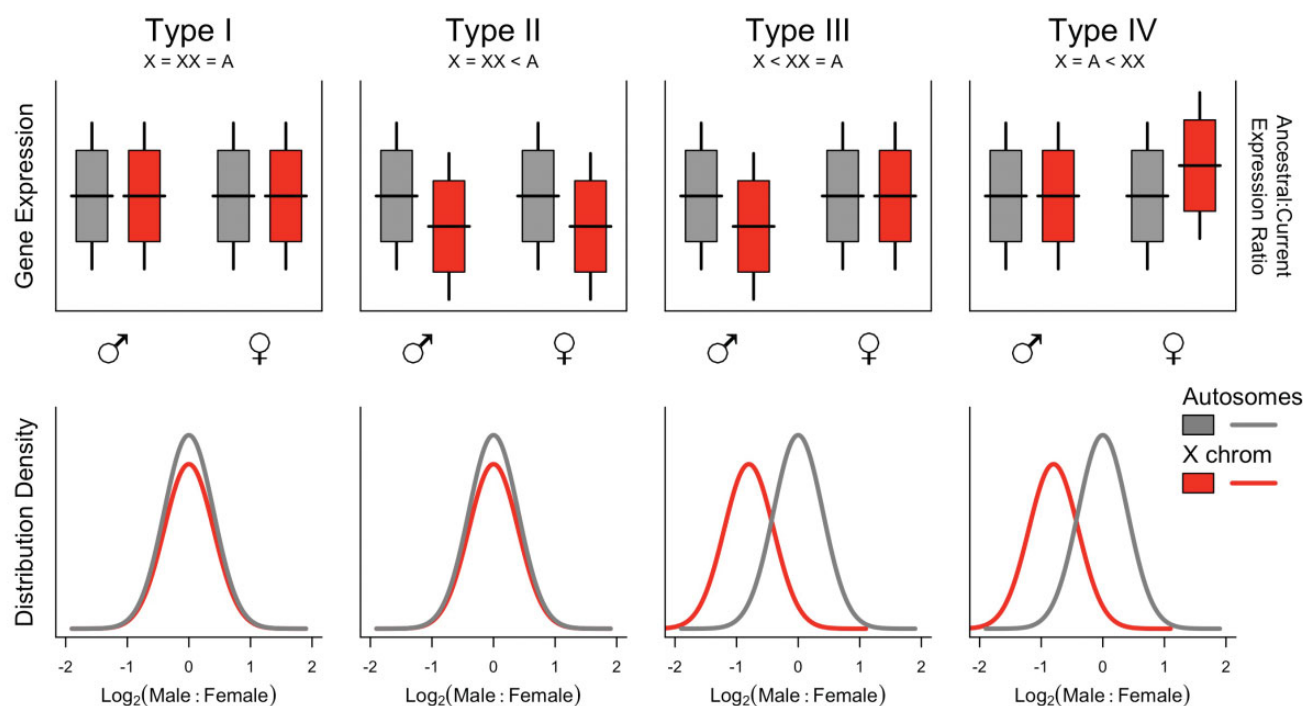 Type I
X = XX = A
Type II
X = XX < A
Type III
X < XX = A
Type IV
X = A < XX
Gene Expression
Ancestral:Current
Expression Ratio
♂ ♀ ♂ ♀ ♂ ♀ ♂ ♀
Autosomes
X chrom
Distribution Density
-2 -1 0 1 2
-2 -1 0 1 2
-2 -1 0 1 2
-2 -1 0 1 2
Log₂(Male : Female)
Log₂(Male : Female)
Log₂(Male : Female)
Log₂(Male : Female)